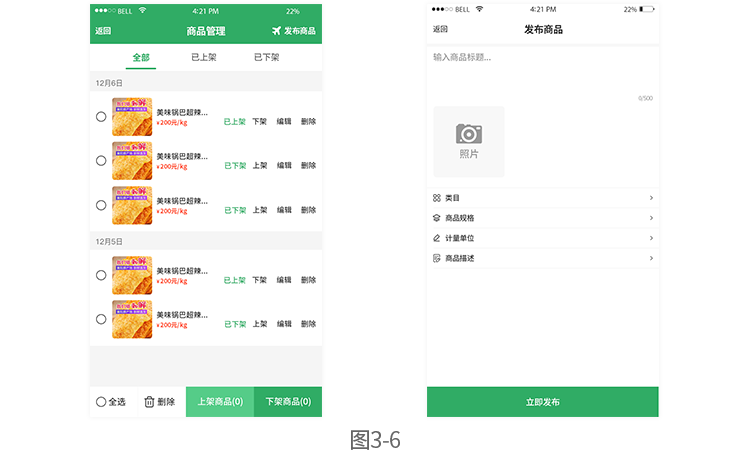 BELL 4:21 PM 22%
返回 商品管理 发布商品
全部 已上架 已下架
12月6日
美味锅巴超辣...
¥200元/kg
已上架 下架 编辑 删除
美味锅巴超辣...
¥200元/kg
已下架 上架 编辑 删除
美味锅巴超辣...
¥200元/kg
已下架 上架 编辑 删除
12月5日
美味锅巴超辣...
¥200元/kg
已上架 下架 编辑 删除
美味锅巴超辣...
¥200元/kg
已下架 上架 编辑 删除
全选 删除 上架商品(0) 下架商品(0)
BELL 4:21 PM 22%
返回 发布商品
输入商品标题...
0/500
照片
类目
商品规格
计量单位
商品描述
立即发布
图3-6